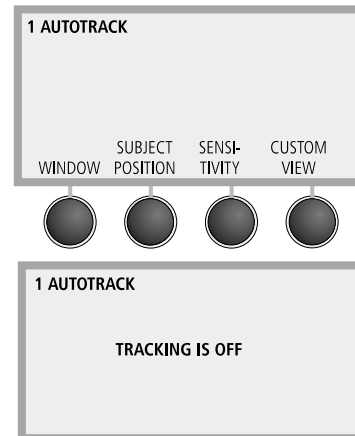 1 AUTOTRACK
SUBJECT SENSI- CUSTOM
WINDOW POSITION TIVITY VIEW
1 AUTOTRACK
TRACKING IS OFF